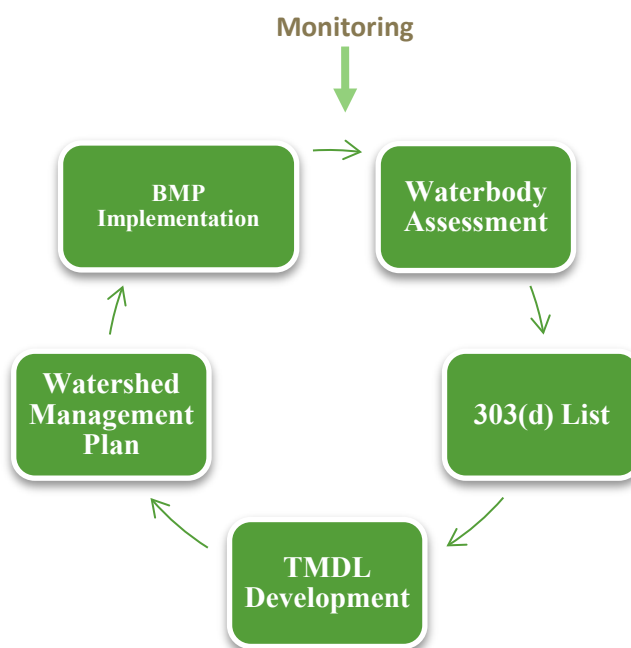 Monitoring
BMP
Implementation
Waterbody
Assessment
Watershed
Management
Plan
303(d) List
TMDL
Development